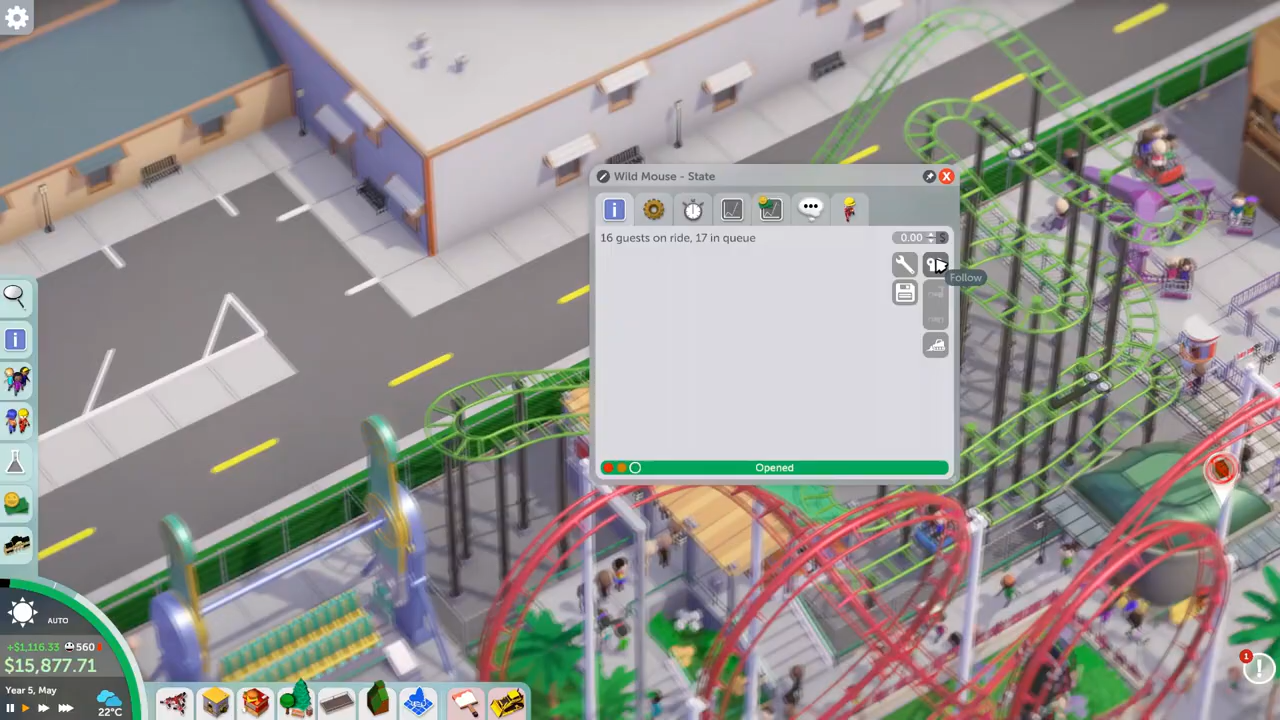 Wild Mouse - State
16 guests on ride, 17 in queue
0.00
Follow
Opened
AUTO
+$1,116.33 560
$15,877.71
Year 5, May
22°C
1